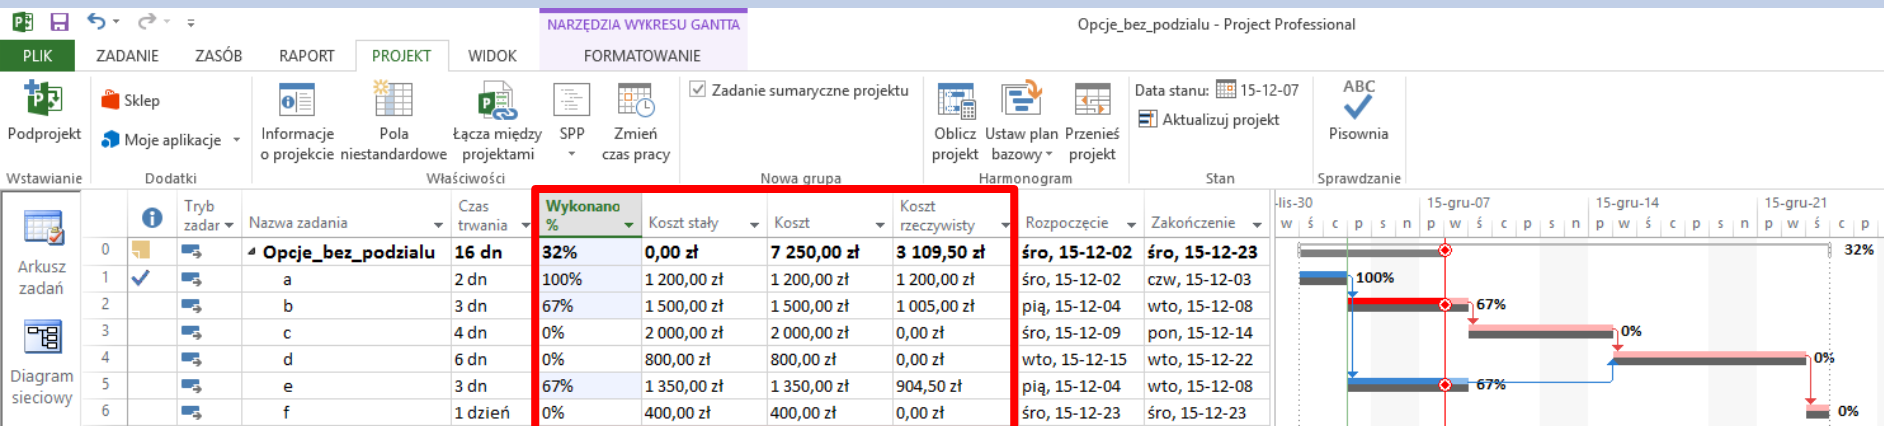 NARZĘDZIA WYKRESU GANTTA
Opcje_bez_podzialu - Project Professional
PLIK ZADANIE ZASÓB RAPORT PROJEKT WIDOK FORMATOWANIE
Podprojekt
Sklep
Moje aplikacje
Informacje o projekcie
Pola niestandardowe
Łącza między projektami
SPP
Zmień czas pracy
Zadanie sumaryczne projektu
Oblicz projekt
Ustaw plan bazowy
Przenieś projekt
Data stanu: 15-12-07
Aktualizuj projekt
ABC
Pisownia
Wstawianie Dodatki Właściwości Nowa grupa Harmonogram Stan Sprawdzanie
Arkusz zadań
Diagram sieciowy
Tryb zadar Nazwa zadania Czas trwania Wykonano % Koszt stały Koszt Koszt rzeczywisty Rozpoczęcie Zakończenie
-lis-30 15-gru-07 15-gru-14 15-gru-21
w ś c p s n p w ś c p s n p w ś c p s n p w ś c p
0 Opcje_bez_podzialu 16 dn 32% 0,00 zł 7 250,00 zł 3 109,50 zł śro, 15-12-02 śro, 15-12-23 32%
1 a 2 dn 100% 1 200,00 zł 1 200,00 zł 1 200,00 zł śro, 15-12-02 czw, 15-12-03 100%
2 b 3 dn 67% 1 500,00 zł 1 500,00 zł 1 005,00 zł pią, 15-12-04 wto, 15-12-08 67%
3 c 4 dn 0% 2 000,00 zł 2 000,00 zł 0,00 zł śro, 15-12-09 pon, 15-12-14 0%
4 d 6 dn 0% 800,00 zł 800,00 zł 0,00 zł wto, 15-12-15 wto, 15-12-22 0%
5 e 3 dn 67% 1 350,00 zł 1 350,00 zł 904,50 zł pią, 15-12-04 wto, 15-12-08 67%
6 f 1 dzień 0% 400,00 zł 400,00 zł 0,00 zł śro, 15-12-23 śro, 15-12-23 0%